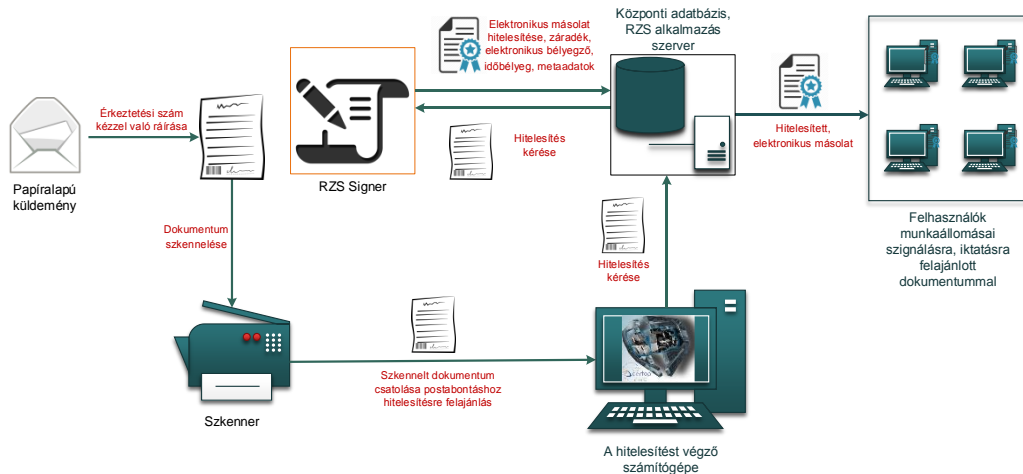 Elektronikus másolat
hitelesítése, záradék,
elektronikus bélyegző,
időbélyeg, metaadatok
Központi adatbázis,
RZS alkalmazás
szerver
Érkeztetési szám
kézzel való ráírása
Papíralapú
küldemény
Hitelesítés
kérése
RZS Signer
Hitelesített,
elektronikus másolat
Felhasználók
munkaállomásai
szignálásra, iktatásra
felajánlott
dokumentummal
Dokumentum
szkennelése
Hitelesítés
kérése
Szkennelt dokumentum
csatolása postabontáshoz
hitelesítésre felajánlás
Szkenner
A hitelesítést végző
számítógépe